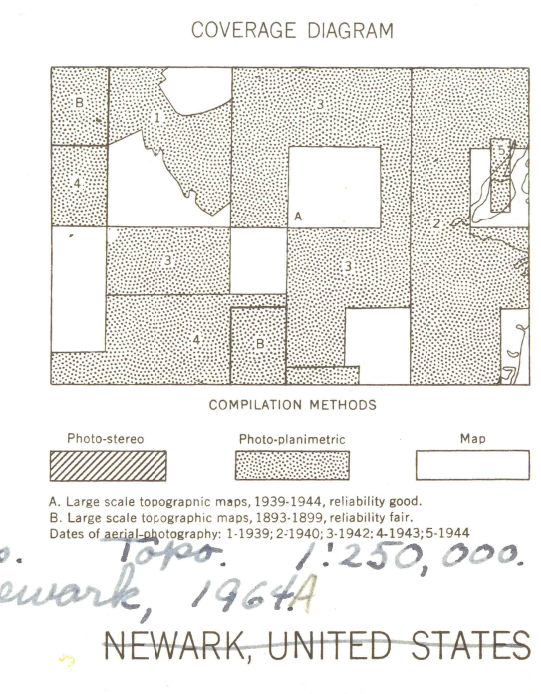 COVERAGE DIAGRAM
B
1
3
5
4
A
2
3
3
4
B
COMPILATION METHODS
Photo-stereo Photo-planimetric Map
A. Large scale topograpnic maps, 1939-1944, reliability good.
B. Large scale topographic maps, 1893-1899, reliability fair.
Dates of aerial-photography: 1-1939; 2-1940; 3-1942; 4-1943; 5-1944
o. Topo. 1:250,000.
ewark, 1964A
NEWARK, UNITED STATES